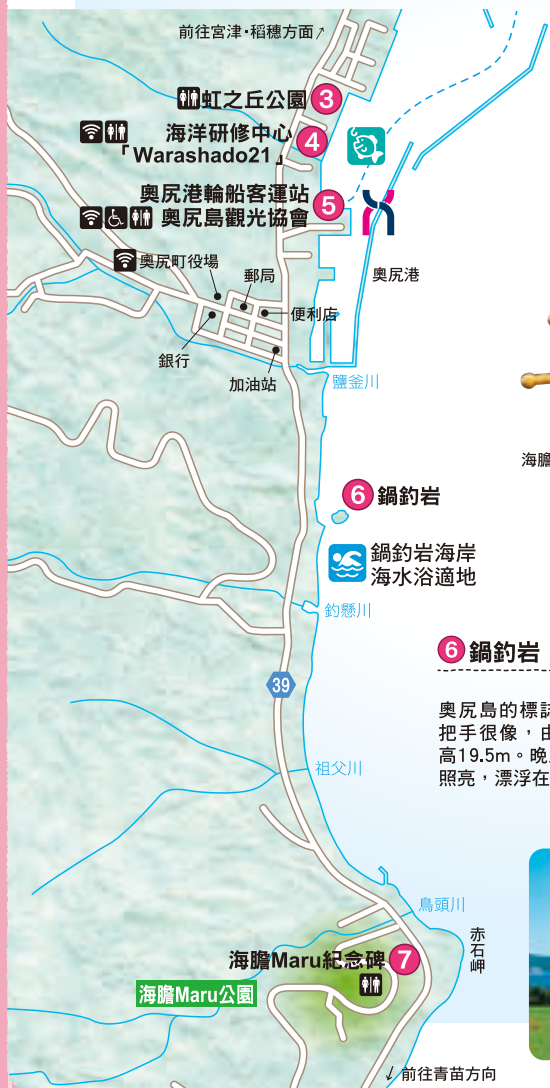 前往宮津・稻穗方面↗
虹之丘公園 3
海洋研修中心 4
「Warashado21」
奧尻港輪船客運站 5
奧尻島觀光協會
奧尻町役場
郵局
奧尻港
便利店
銀行
加油站
鹽釜川
海膽
6 鍋釣岩
鍋釣岩海岸
海水浴適地
釣懸川
6 鍋釣岩
39
奧尻島的標誌
把手很像，由
高19.5m。晚
照亮，漂浮在
祖父川
鳥頭川
赤石岬
海膽Maru紀念碑 7
海膽Maru公園
↙前往青苗方向